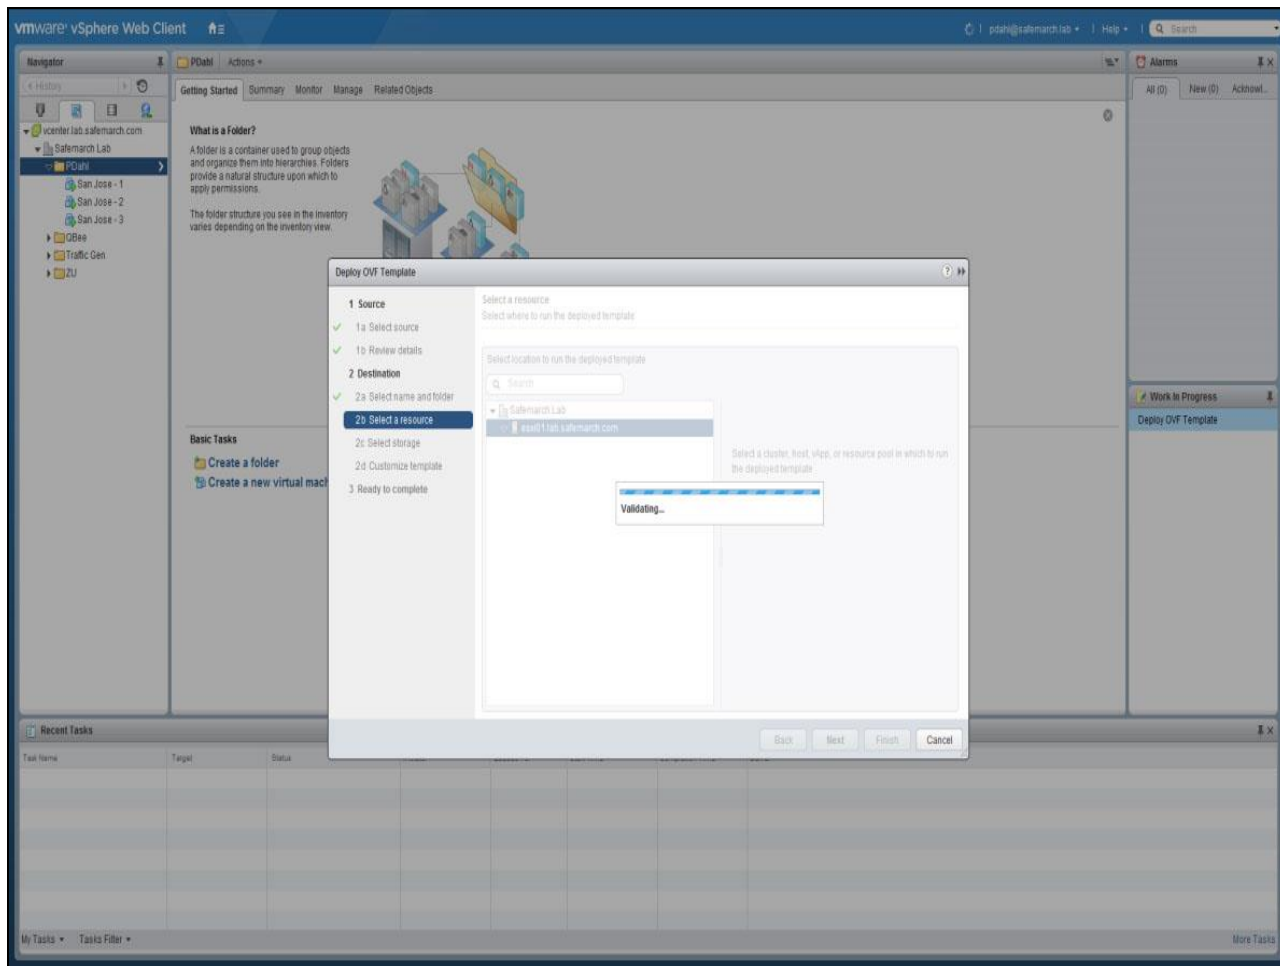 vmware® vSphere Web Client
pdahl@safemarch.lab
Help
Search
Navigator
History
vcenter.lab.safemarch.com
Safemarch Lab
PDahl
San Jose - 1
San Jose - 2
San Jose - 3
QBee
Traffic Gen
ZU
PDahl Actions
Getting Started Summary Monitor Manage Related Objects
What is a Folder?
A folder is a container used to group objects
and organize them into hierarchies. Folders
provide a natural structure upon which to
apply permissions.
The folder structure you see in the inventory
varies depending on the inventory view.
Basic Tasks
Create a folder
Create a new virtual mach
Alarms
All (0) New (0) Acknowl...
Work In Progress
Deploy OVF Template
Deploy OVF Template
1 Source
1a Select source
1b Review details
2 Destination
2a Select name and folder
2b Select a resource
2c Select storage
2d Customize template
3 Ready to complete
Select a resource
Select where to run the deployed template
Select location to run the deployed template
Search
Safemarch Lab
esxi01.lab.safemarch.com
Select a cluster, host, vApp, or resource pool in which to run
the deployed template
Validating...
Back Next Finish Cancel
Recent Tasks
Task Name Target Status
My Tasks Tasks Filter More Tasks